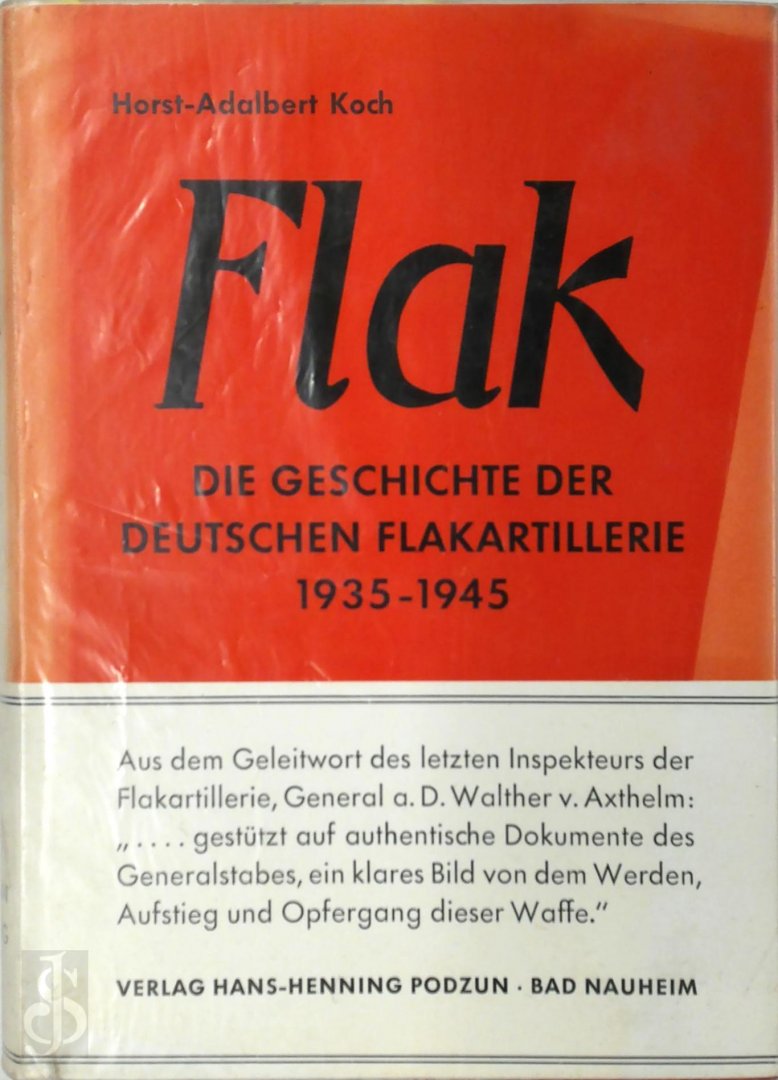 Horst-Adalbert Koch
Flak
DIE GESCHICHTE DER
DEUTSCHEN FLAKARTILLERIE
1935-1945
Aus dem Geleitwort des letzten Inspekteurs der
Flakartillerie, General a. D. Walther v. Axthelm:
„.... gestützt auf authentische Dokumente des
Generalstabes, ein klares Bild von dem Werden,
Aufstieg und Opfergang dieser Waffe.“
VERLAG HANS-HENNING PODZUN · BAD NAUHEIM